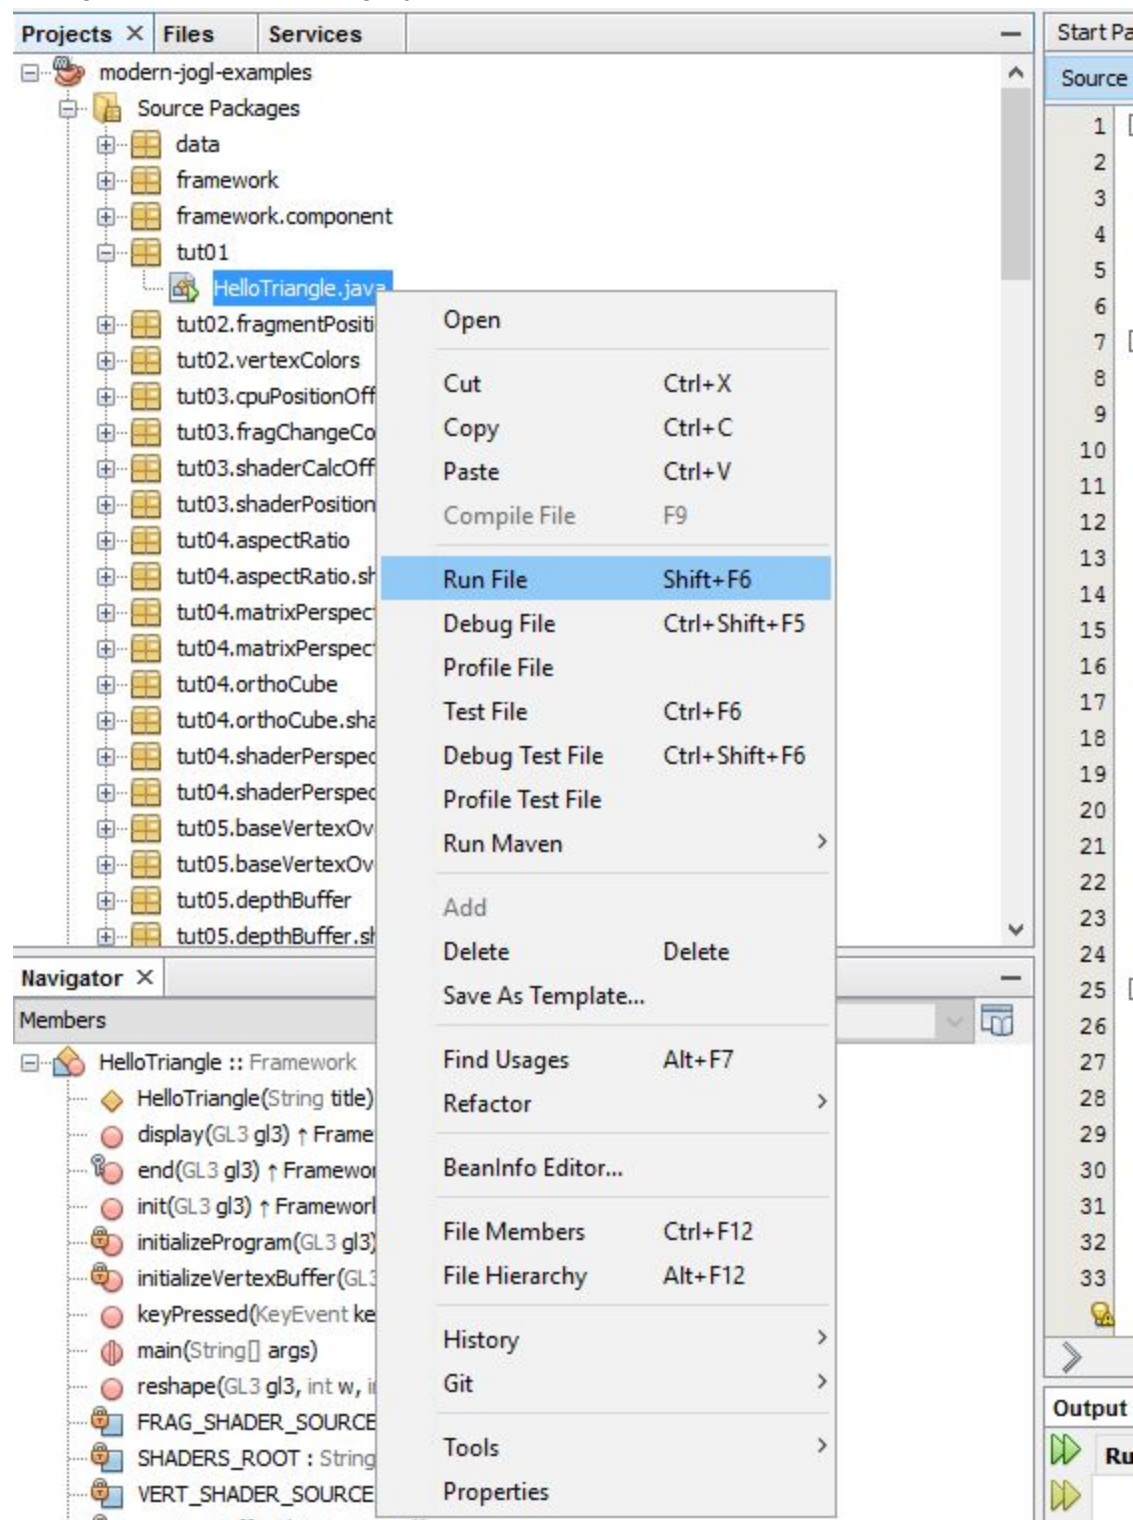 Projects Files Services
modern-jogl-examples
Source Packages
data
framework
framework.component
tut01
HelloTriangle.java
tut02.fragmentPositi
tut02.vertexColors
tut03.cpuPositionOff
tut03.fragChangeCo
tut03.shaderCalcOff
tut03.shaderPosition
tut04.aspectRatio
tut04.aspectRatio.sh
tut04.matrixPerspec
tut04.matrixPerspec
tut04.orthoCube
tut04.orthoCube.sha
tut04.shaderPerspec
tut04.shaderPerspec
tut05.baseVertexOv
tut05.baseVertexOv
tut05.depthBuffer
tut05.depthBuffer.sh
Open
Cut Ctrl+X
Copy Ctrl+C
Paste Ctrl+V
Compile File F9
Run File Shift+F6
Debug File Ctrl+Shift+F5
Profile File
Test File Ctrl+F6
Debug Test File Ctrl+Shift+F6
Profile Test File
Run Maven
Add
Delete Delete
Save As Template...
Find Usages Alt+F7
Refactor
BeanInfo Editor...
File Members Ctrl+F12
File Hierarchy Alt+F12
History
Git
Tools
Properties
Navigator
Members
HelloTriangle :: Framework
HelloTriangle(String title)
display(GL3 gl3) ↑ Frame
end(GL3 gl3) ↑ Framewor
init(GL3 gl3) ↑ Framework
initializeProgram(GL3 gl3)
initializeVertexBuffer(GL3
keyPressed(KeyEvent ke
main(String[] args)
reshape(GL3 gl3, int w, i
FRAG_SHADER_SOURCE
SHADERS_ROOT : String
VERT_SHADER_SOURCE
Start Pa
Source
1
2
3
4
5
6
7
8
9
10
11
12
13
14
15
16
17
18
19
20
21
22
23
24
25
26
27
28
29
30
31
32
33
Output
Ru